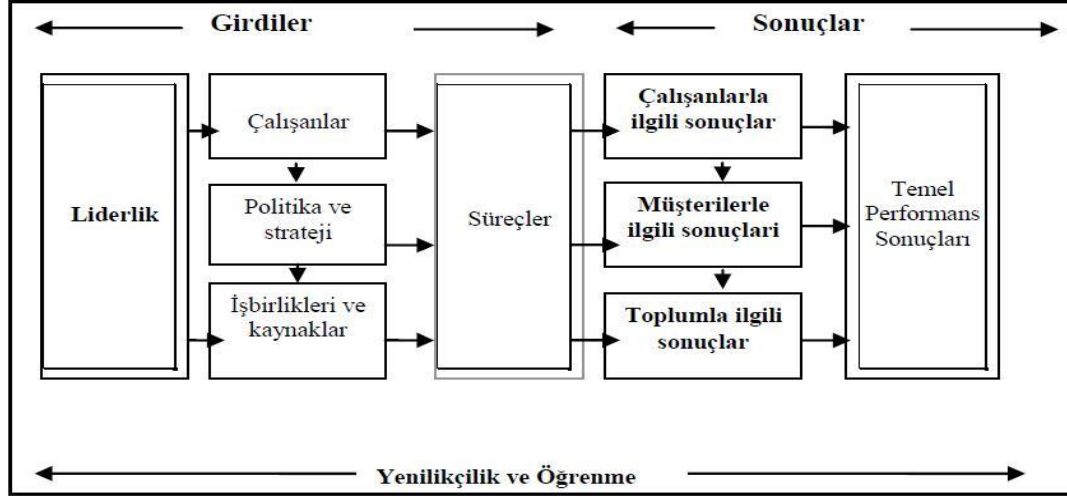 Girdiler
Sonuçlar
Liderlik
Çalışanlar
Politika ve
strateji
İşbirlikleri ve
kaynaklar
Süreçler
Çalışanlarla
ilgili sonuçlar
Müşterilerle
ilgili sonuçlari
Toplumla ilgili
sonuçlar
Temel
Performans
Sonuçları
Yenilikçilik ve Öğrenme